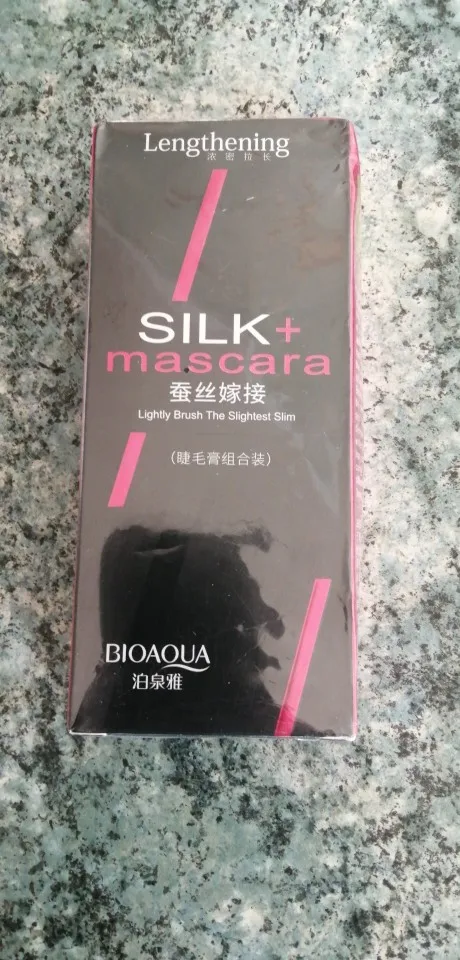 Lengthening
浓密拉长
SILK+
mascara
蚕丝嫁接
Lightly Brush The Slightest Slim
(睫毛膏组合装)
BIOAQUA
泊泉雅